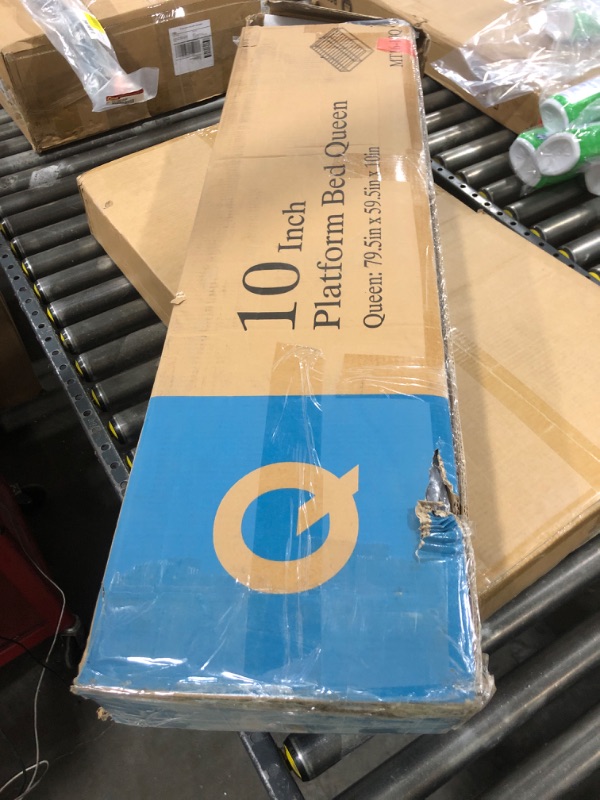 10 Inch
Platform Bed Queen
Queen: 79.5in x 59.5in x 10in
Q